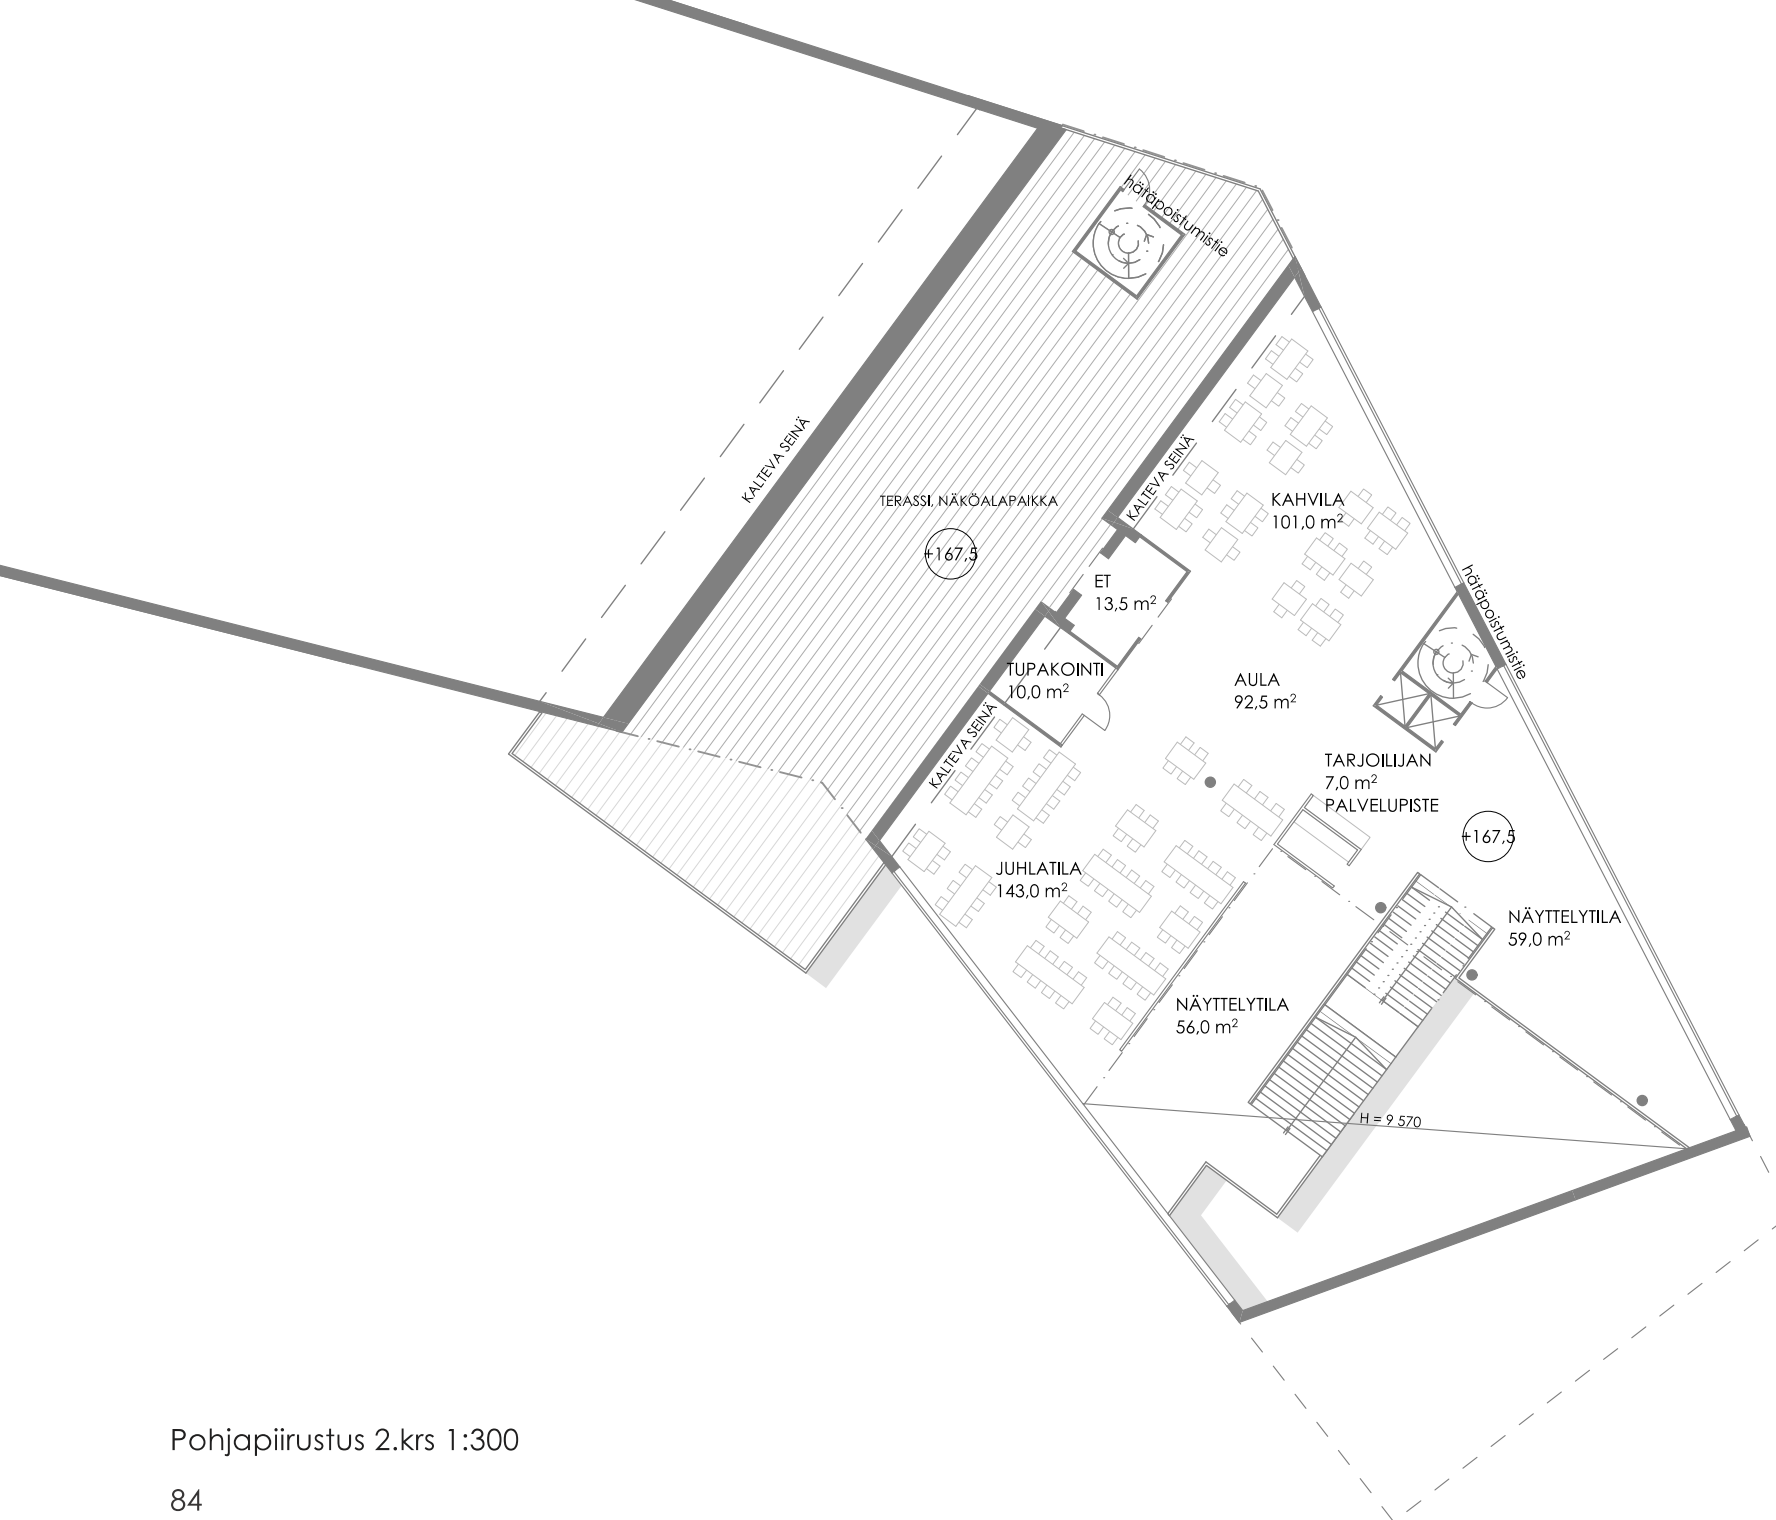 hätäpoistumistie
KALTEVA SEINÄ
KALTEVA SEINÄ
TERASSI, NÄKÖALAPAIKKA
+167,5
KAHVILA
101,0 m²
ET
13,5 m²
hätäpoistumistie
TUPAKOINTI
10,0 m²
AULA
92,5 m²
KALTEVA SEINÄ
TARJOILIJAN
7,0 m²
PALVELUPISTE
+167,5
JUHLATILA
143,0 m²
NÄYTTELYTILA
59,0 m²
NÄYTTELYTILA
56,0 m²
H = 9 570
Pohjapiirustus 2.krs 1:300
84